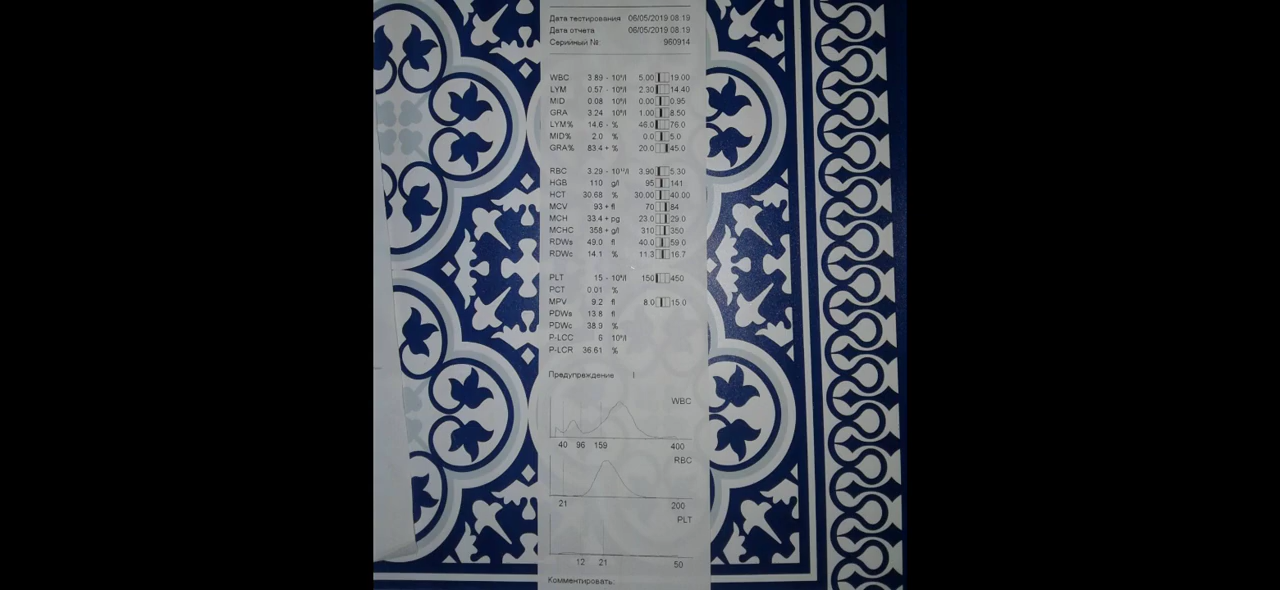 Дата тестирования 06/05/2019 08:19
Дата отчета 06/05/2019 08:19
Серийный № 960914
WBC 3.89 - 10⁹/l 5.00 19.00
LYM 0.57 - 10⁹/l 2.30 14.40
MID 0.08 10⁹/l 0.00 0.95
GRA 3.24 10⁹/l 1.00 8.50
LYM% 14.6 - % 46.0 76.0
MID% 2.0 % 0.0 5.0
GRA% 83.4 + % 20.0 45.0
RBC 3.29 - 10¹²/l 3.90 5.30
HGB 110 g/l 95 141
HCT 30.68 % 30.00 40.00
MCV 93 + fl 70 84
MCH 33.4 + pg 23.0 29.0
MCHC 358 + g/l 310 350
RDWs 49.0 fl 40.0 59.0
RDWc 14.1 % 11.3 16.7
PLT 15 - 10⁹/l 150 450
PCT 0.01 %
MPV 9.2 fl 8.0 15.0
PDWs 13.8 fl
PDWc 38.9 %
P-LCC 6 10⁹/l
P-LCR 36.61 %
Предупреждение I
WBC
40 96 159 400
RBC
21 200
PLT
12 21 50
Комментировать: